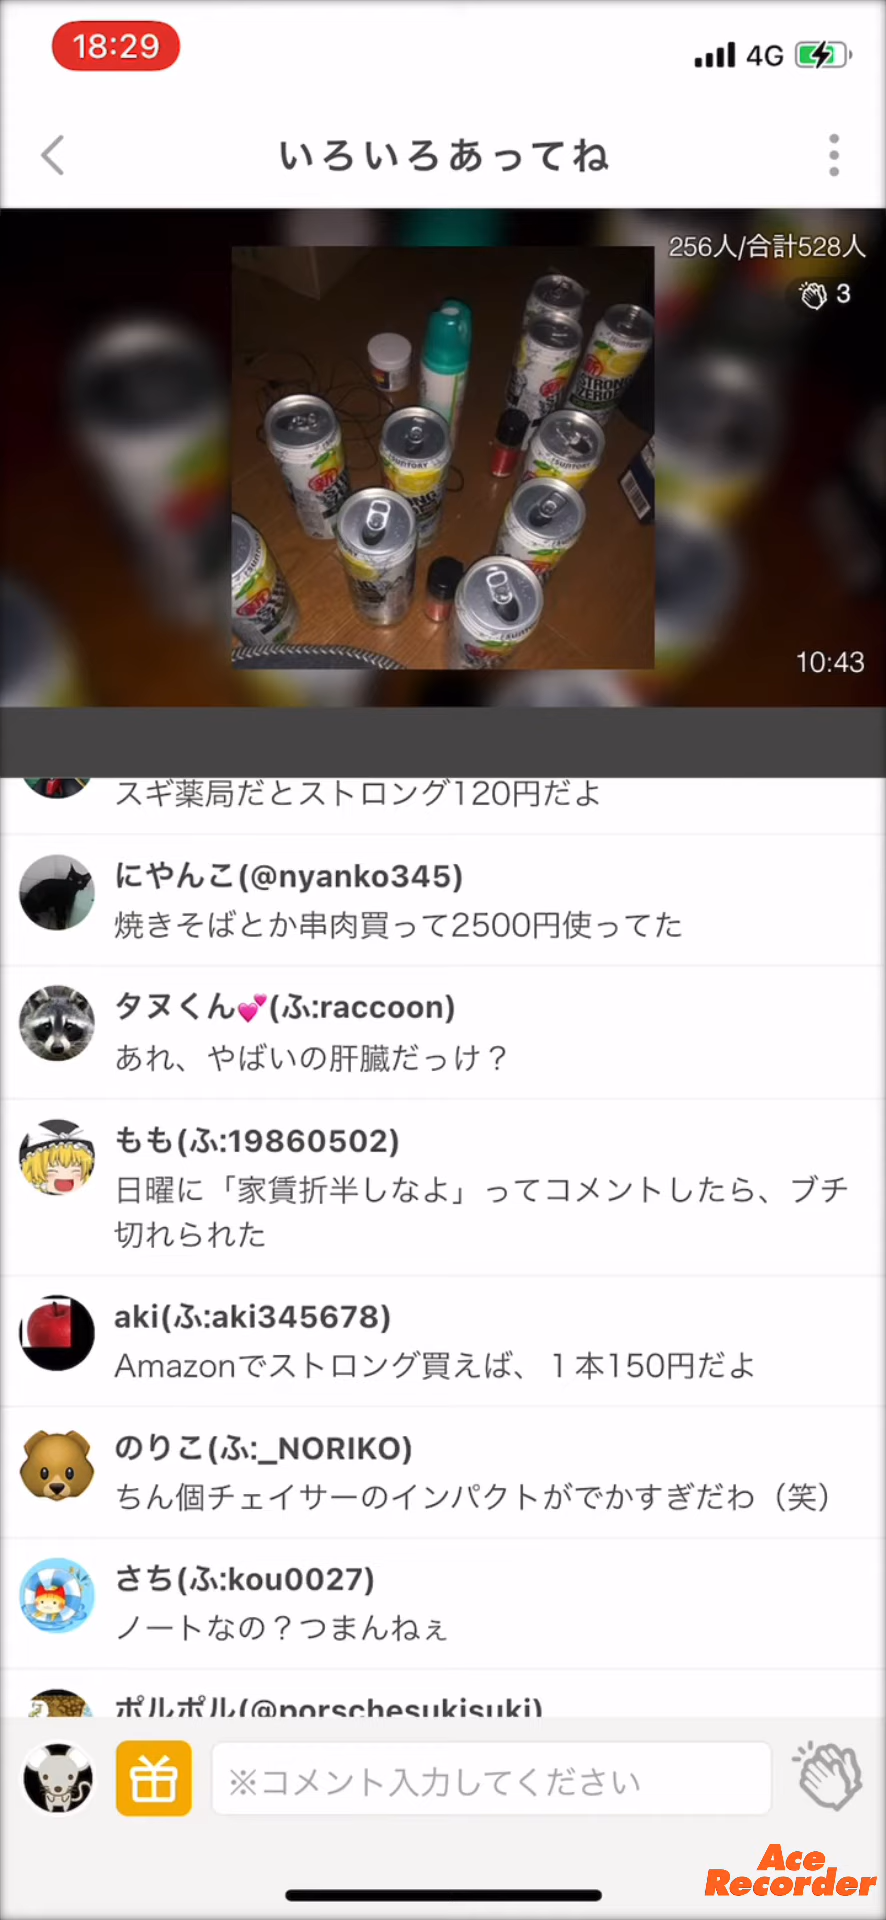 18:29
4G
いろいろあってね
256人/合計528人
3
STRONG
ZERO
SUNTORY
SUNTORY
10:43
スギ薬局だとストロング120円だよ
にやんこ(@nyanko345)
焼きそばとか串肉買って2500円使ってた
タヌくん💕(ふ:raccoon)
あれ、やばいの肝臓だっけ？
もも(ふ:19860502)
日曜に「家賃折半しなよ」ってコメントしたら、ブチ
切れられた
aki(ふ:aki345678)
Amazonでストロング買えば、１本150円だよ
のりこ(ふ:_NORIKO)
ちん個チェイサーのインパクトがでかすぎだわ（笑）
さち(ふ:kou0027)
ノートなの？つまんねぇ
ポルポル(@porschesukisuki)
※コメント入力してください
Ace
Recorder